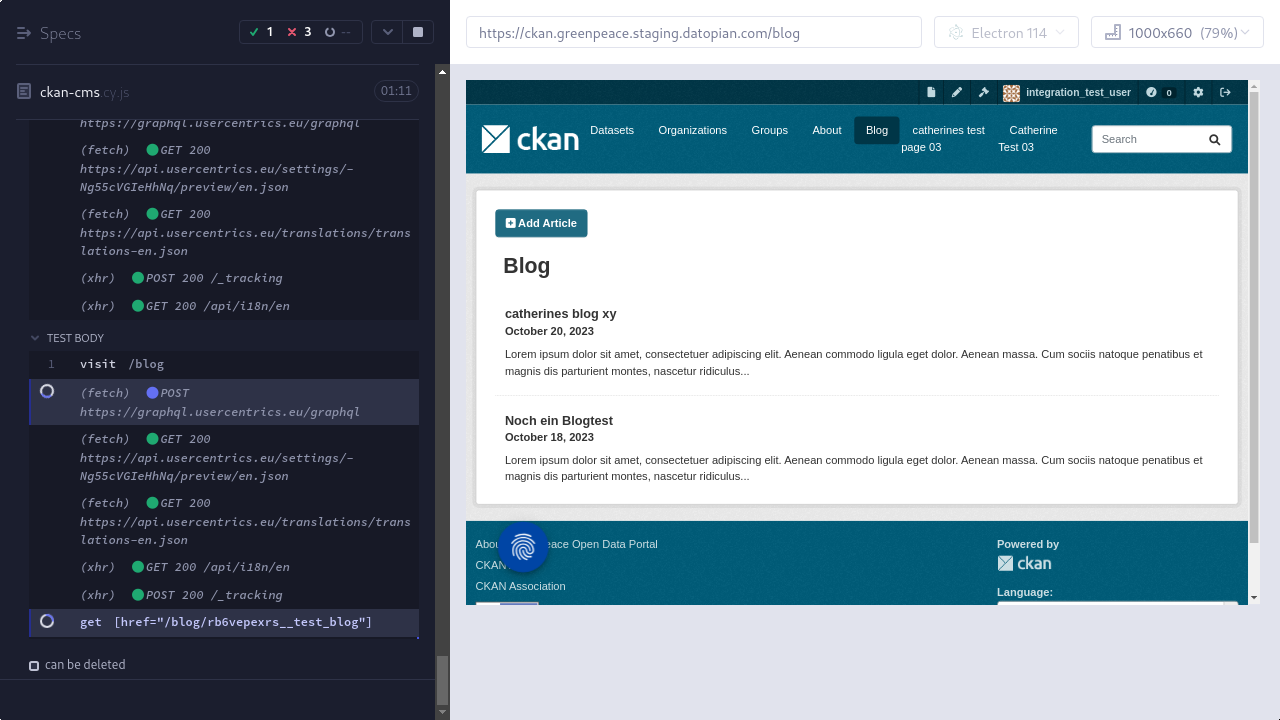 Specs
1
3
--
https://ckan.greenpeace.staging.datopian.com/blog
Electron 114
1000x660 (79%)
ckan-cms.cy.js
01:11
https://graphql.usercentrics.eu/graphql
(fetch) GET 200
https://api.usercentrics.eu/settings/-
Ng55cVGIeHhNq/preview/en.json
(fetch) GET 200
https://api.usercentrics.eu/translations/trans
lations-en.json
(xhr) POST 200 /_tracking
(xhr) GET 200 /api/i18n/en
TEST BODY
1 visit /blog
(fetch) POST
https://graphql.usercentrics.eu/graphql
(fetch) GET 200
https://api.usercentrics.eu/settings/-
Ng55cVGIeHhNq/preview/en.json
(fetch) GET 200
https://api.usercentrics.eu/translations/trans
lations-en.json
(xhr) GET 200 /api/i18n/en
(xhr) POST 200 /_tracking
get [href="/blog/rb6vepexrs__test_blog"]
can be deleted
integration_test_user
0
ckan
Datasets
Organizations
Groups
About
Blog
catherines test
page 03
Catherine
Test 03
Search
Add Article
Blog
catherines blog xy
October 20, 2023
Lorem ipsum dolor sit amet, consectetuer adipiscing elit. Aenean commodo ligula eget dolor. Aenean massa. Cum sociis natoque penatibus et
magnis dis parturient montes, nascetur ridiculus...
Noch ein Blogtest
October 18, 2023
Lorem ipsum dolor sit amet, consectetuer adipiscing elit. Aenean commodo ligula eget dolor. Aenean massa. Cum sociis natoque penatibus et
magnis dis parturient montes, nascetur ridiculus...
Open Data Portal
CKAN
CKAN Association
Powered by
ckan
Language: